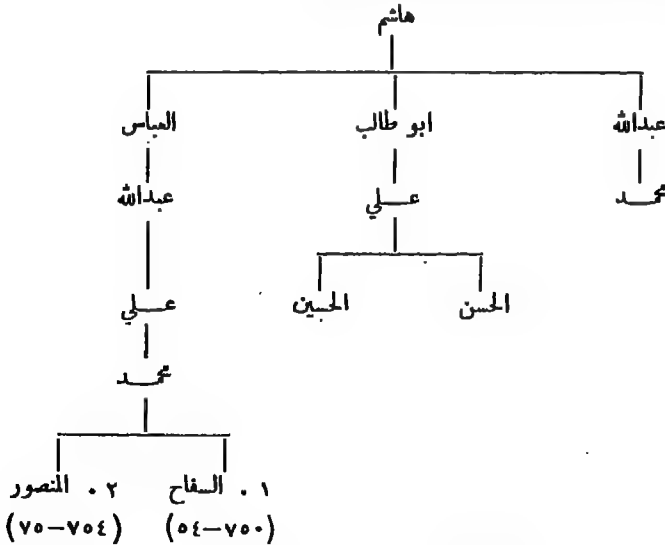 هاشم
عبدالله ابو طالب العباس
محمد علي عبدالله
الحسن الحسين علي
محمد
١ . السفاح ٢ . المنصور
(٧٥٠-٥٤) (٧٥٤-٧٥)